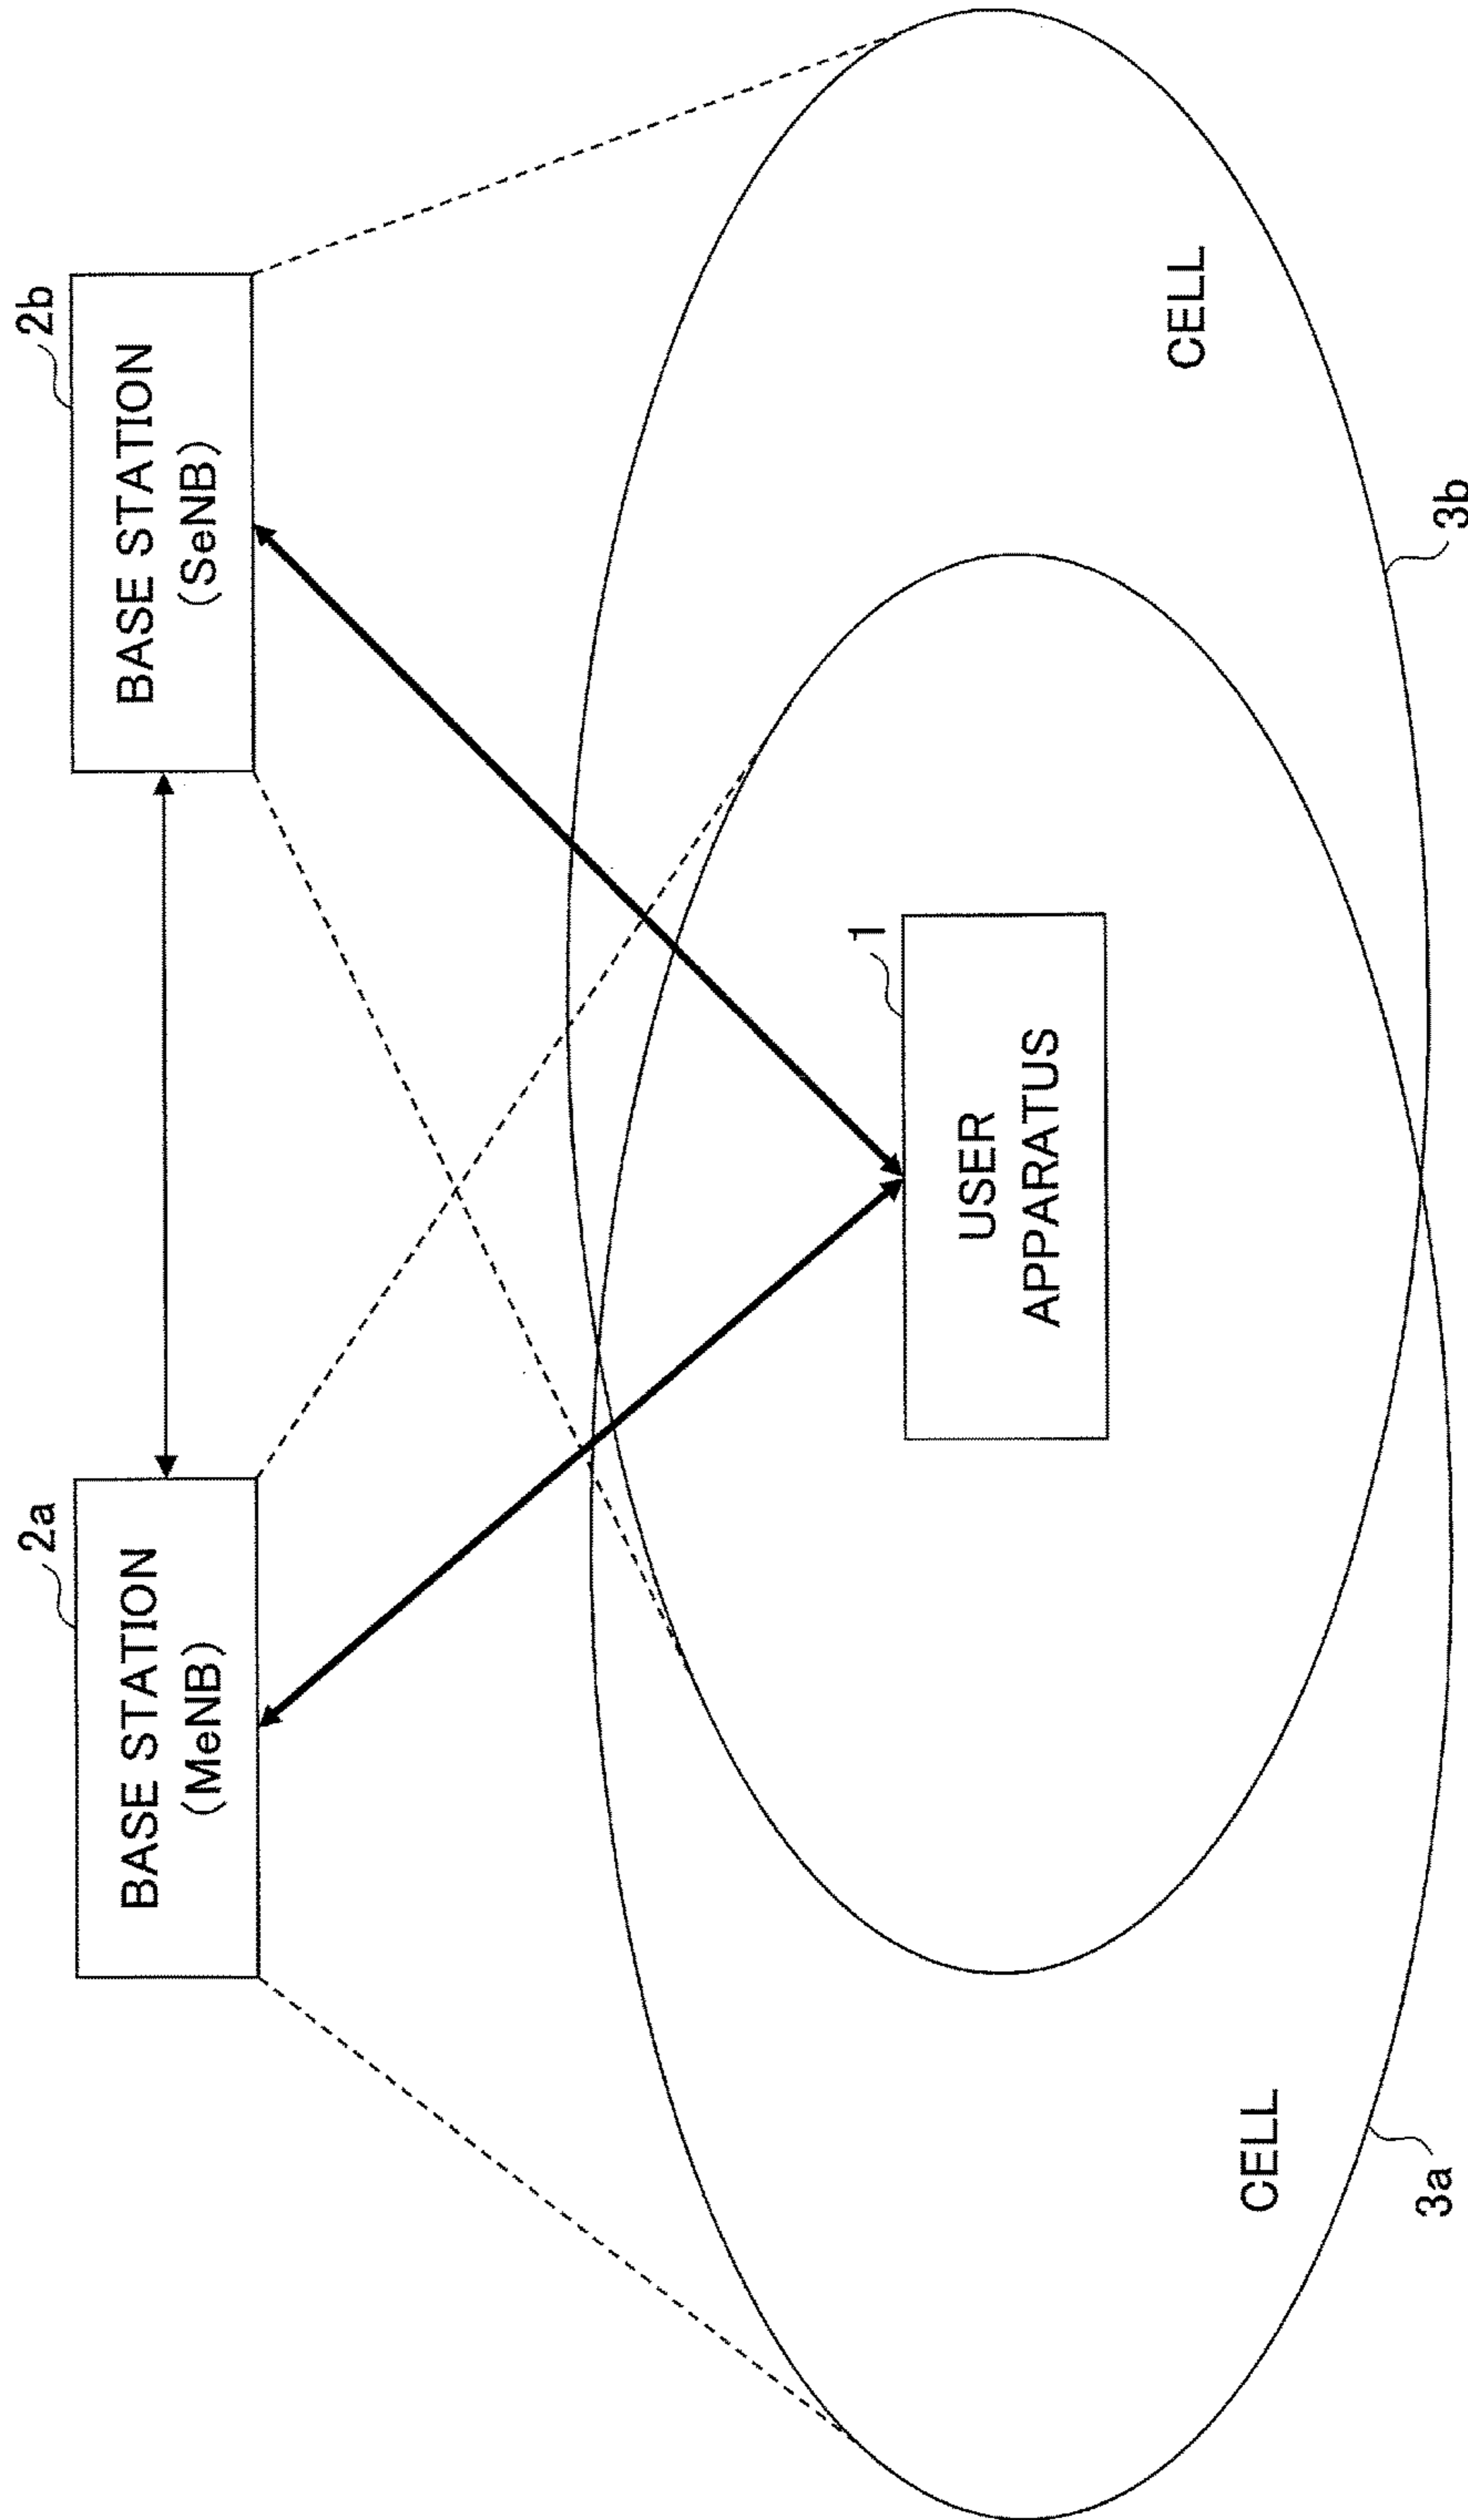 2a
BASE STATION
(MeNB)
2b
BASE STATION
(SeNB)
1
USER
APPARATUS
CELL
3a
CELL
3b